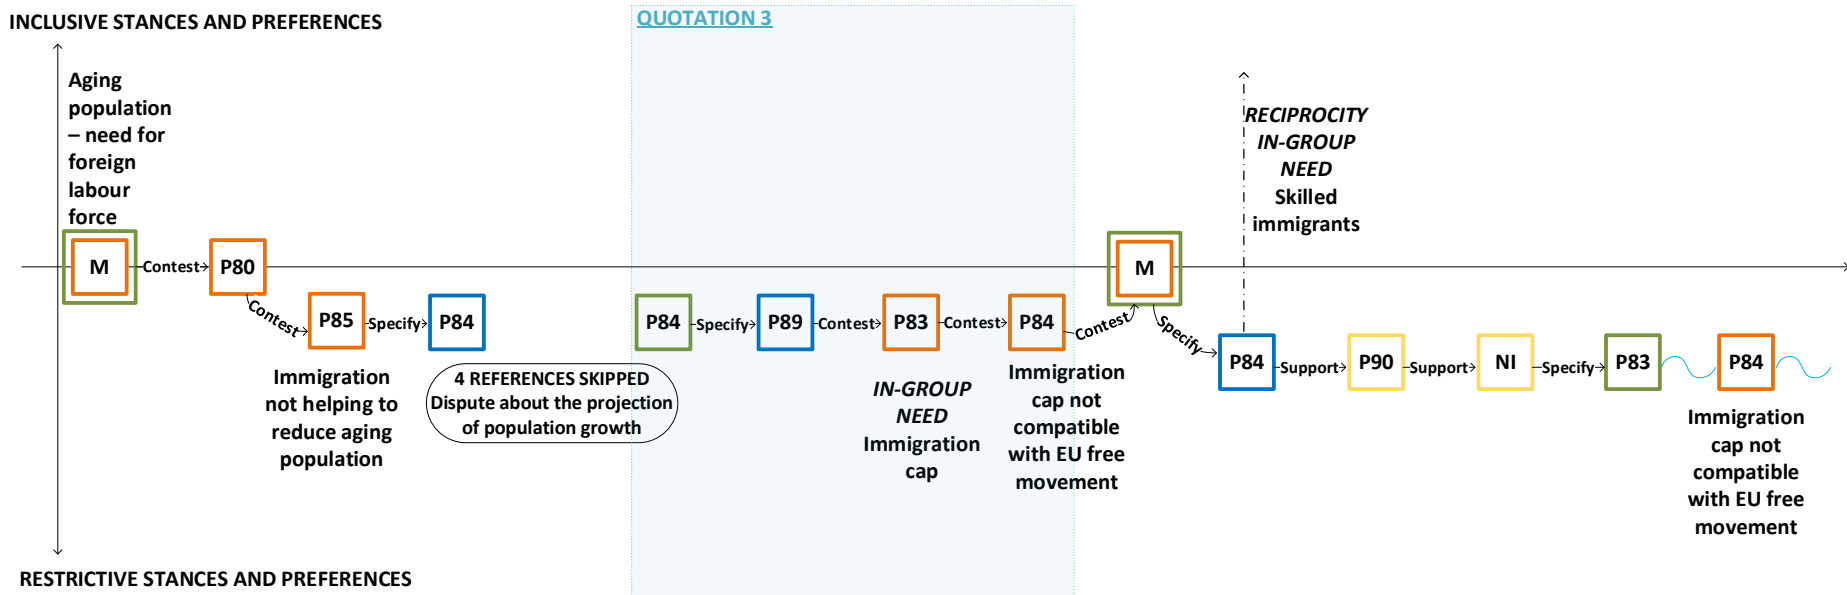 INCLUSIVE STANCES AND PREFERENCES
QUOTATION 3
Aging
population
– need for
foreign
labour
force
M
Contest
P80
Contest
P85
Specify
P84
Immigration
not helping to
reduce aging
population
4 REFERENCES SKIPPED
Dispute about the projection
of population growth
P84
Specify
P89
Contest
P83
Contest
P84
Contest
IN-GROUP
NEED
Immigration
cap
Immigration
cap not
compatible
with EU free
movement
M
Specify
RECIPROCITY
IN-GROUP
NEED
Skilled
immigrants
P84
Support
P90
Support
NI
Specify
P83
P84
Immigration
cap not
compatible
with EU free
movement
RESTRICTIVE STANCES AND PREFERENCES